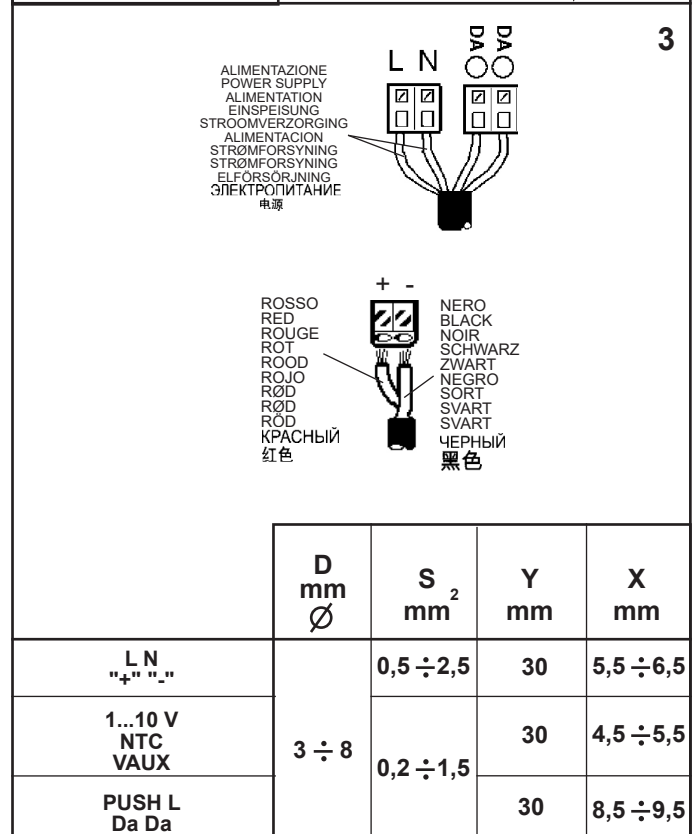 3
L N DA DA
ALIMENTAZIONE
POWER SUPPLY
ALIMENTATION
EINSPEISUNG
STROOMVERZORGING
ALIMENTACION
STRØMFORSYNING
STRØMFORSYNING
ELFÖRSÖRJNING
ЭЛЕКТРОПИТАНИЕ
电源
+ -
ROSSO
RED
ROUGE
ROT
ROOD
ROJO
RØD
RØD
RÖD
КРАСНЫЙ
红色
NERO
BLACK
NOIR
SCHWARZ
ZWART
NEGRO
SORT
SVART
SVART
ЧЕРНЫЙ
黑色
D
mm
Ø
S
mm²
Y
mm
X
mm
L N
"+" "-"
0,5 ÷ 2,5
30
5,5 ÷ 6,5
1...10 V
NTC
VAUX
3 ÷ 8
0,2 ÷ 1,5
30
4,5 ÷ 5,5
PUSH L
Da Da
30
8,5 ÷ 9,5